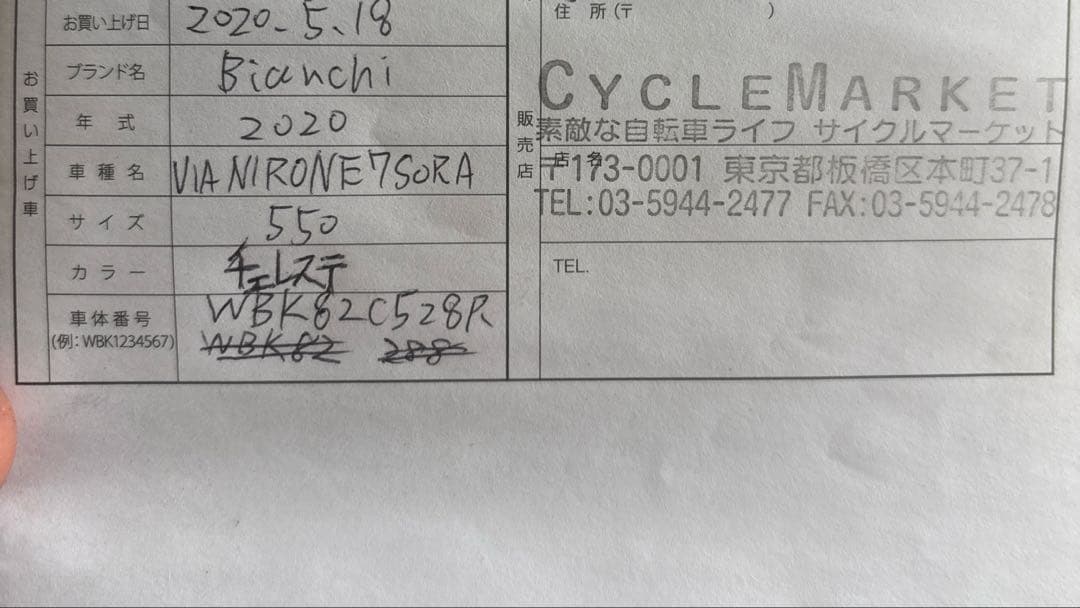 お買い上げ車
お買い上げ日 2020.5.18
ブランド名 Bianchi
年式 2020
車種名 VIA NIRONE 7 SORA
サイズ 550
カラー チェレステ
車体番号 WBK82C528R
(例：WBK1234567) WBK82 288
住 所 (〒 )
販売店
CYCLEMARKET
素敵な自転車ライフ サイクルマーケット
店 名
〒173-0001 東京都板橋区本町37-1
TEL:03-5944-2477 FAX:03-5944-2478
TEL.